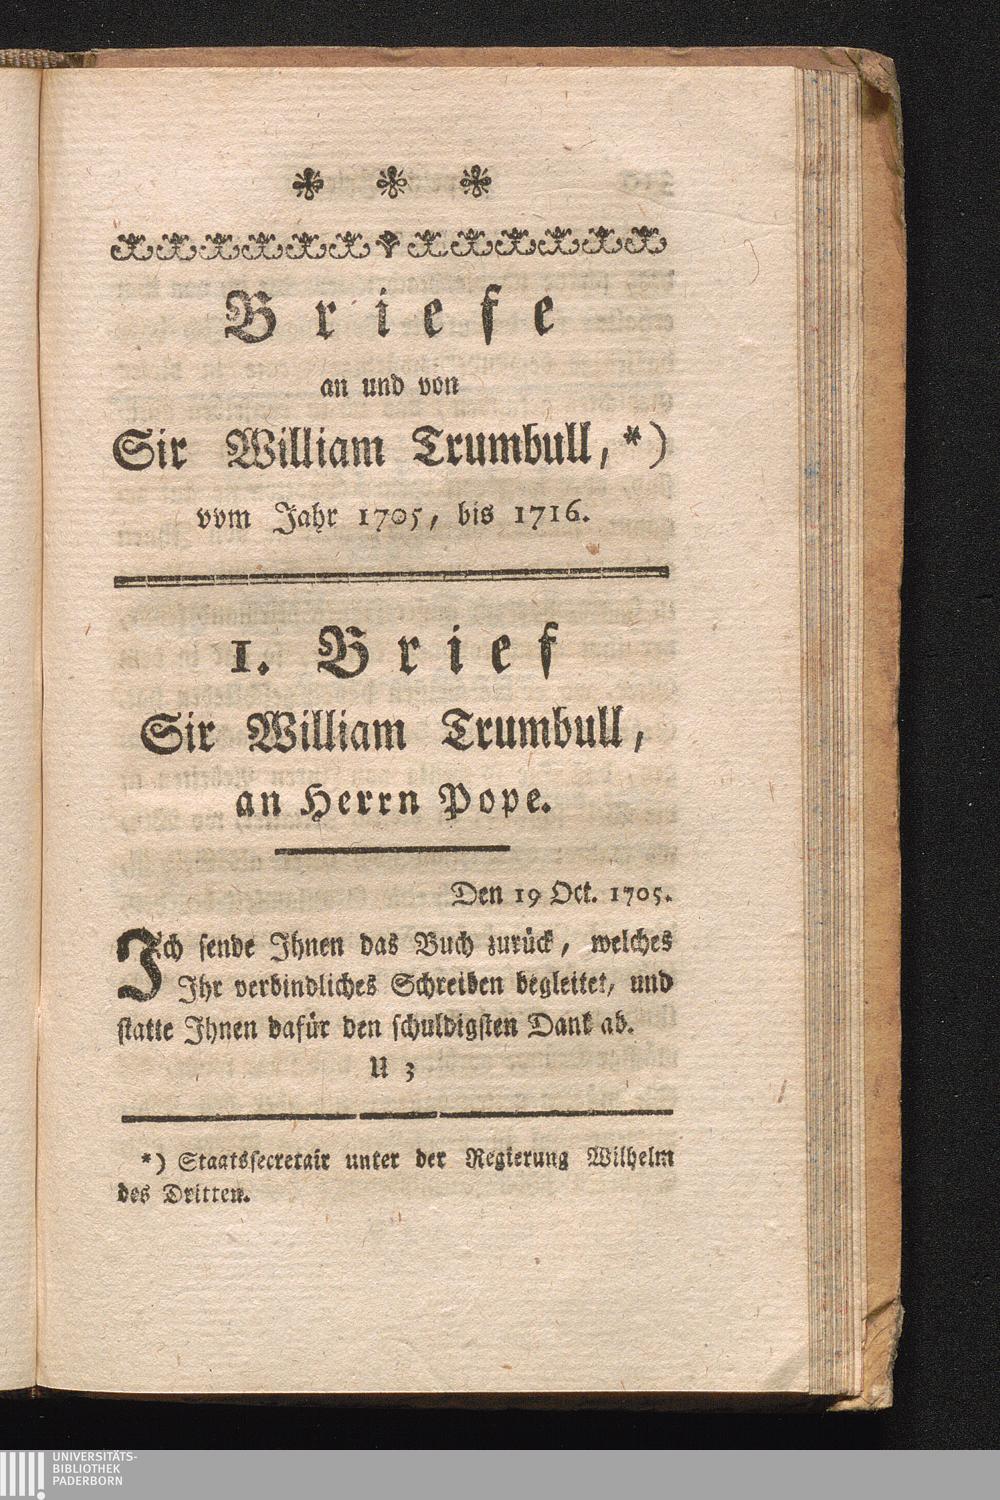 Briefe
an und von
Sir William Trumbull, *)
vom Jahr 1705, bis 1716.
1. Brief
Sir William Trumbull,
an Herrn Pope.
Den 19 Oct. 1705.
Ich sende Ihnen das Buch zurück, welches
Ihr verbindliches Schreiben begleitet, und
statte Ihnen dafür den schuldigsten Dank ab.
U 3
*) Staatssecretair unter der Regierung Wilhelm
des Dritten.
UNIVERSITÄTS-
BIBLIOTHEK
PADERBORN